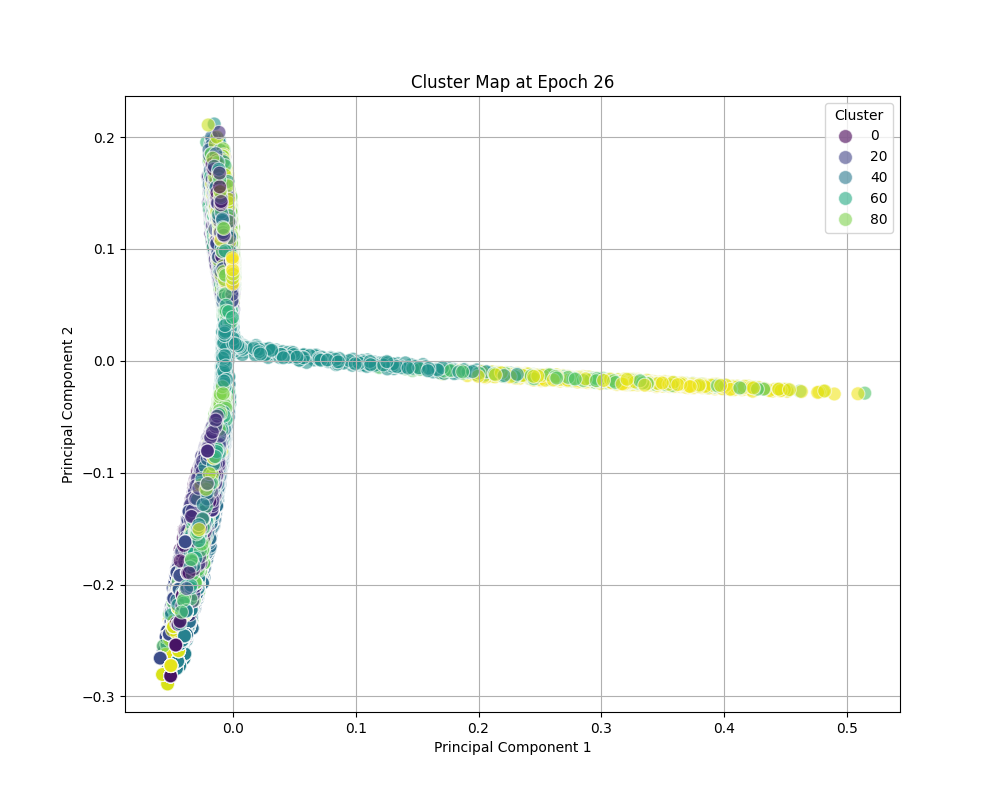 Cluster Map at Epoch 26
Cluster
0
20
40
60
80
0.2
0.1
0.0
−0.1
−0.2
−0.3
Principal Component 2
0.0 0.1 0.2 0.3 0.4 0.5
Principal Component 1